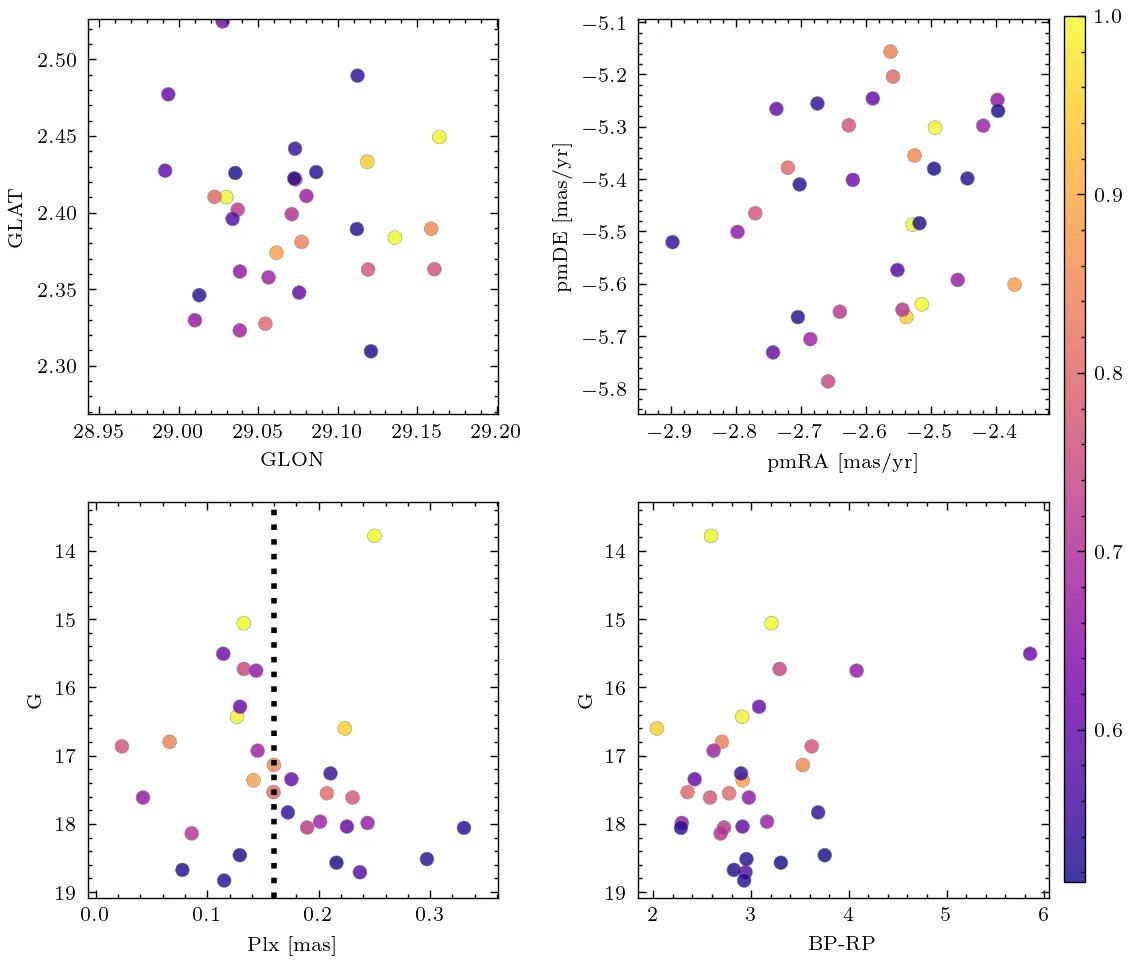 2.50
2.45
2.40
2.35
2.30
GLAT
28.95 29.00 29.05 29.10 29.15 29.20
GLON
−5.1
−5.2
−5.3
−5.4
−5.5
−5.6
−5.7
−5.8
pmDE [mas/yr]
−2.9 −2.8 −2.7 −2.6 −2.5 −2.4
pmRA [mas/yr]
14
15
16
17
18
19
G
0.0 0.1 0.2 0.3
Plx [mas]
14
15
16
17
18
19
G
2 3 4 5 6
BP-RP
1.0
0.9
0.8
0.7
0.6